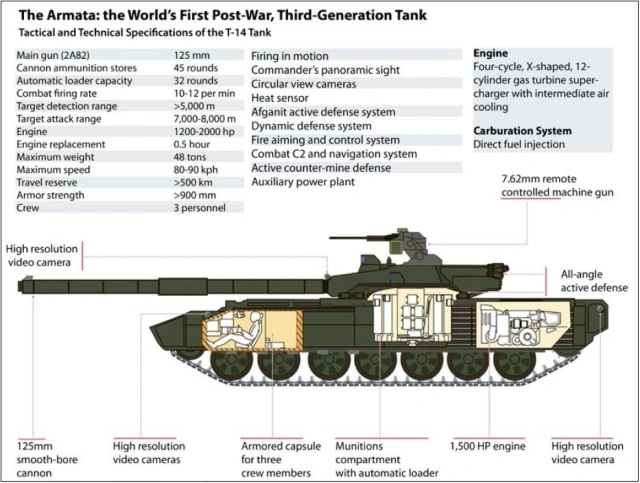 The Armata: the World's First Post-War, Third-Generation Tank
Tactical and Technical Specifications of the T-14 Tank
Main gun (2A82) 125 mm
Cannon ammunition stores 45 rounds
Automatic loader capacity 32 rounds
Combat firing rate 10-12 per min
Target detection range >5,000 m
Target attack range 7,000-8,000 m
Engine 1200-2000 hp
Engine replacement 0.5 hour
Maximum weight 48 tons
Maximum speed 80-90 kph
Travel reserve >500 km
Armor strength >900 mm
Crew 3 personnel
Firing in motion
Commander's panoramic sight
Circular view cameras
Heat sensor
Afganit active defense system
Dynamic defense system
Fire aiming and control system
Combat C2 and navigation system
Active counter-mine defense
Auxiliary power plant
Engine
Four-cycle, X-shaped, 12-
cylinder gas turbine super-
charger with intermediate air
cooling
Carburation System
Direct fuel injection
7.62mm remote
controlled machine gun
High resolution
video camera
All-angle
active defense
125mm
smooth-bore
cannon
High resolution
video cameras
Armored capsule
for three
crew members
Munitions
compartment
with automatic loader
1,500 HP engine
High resolution
video camera